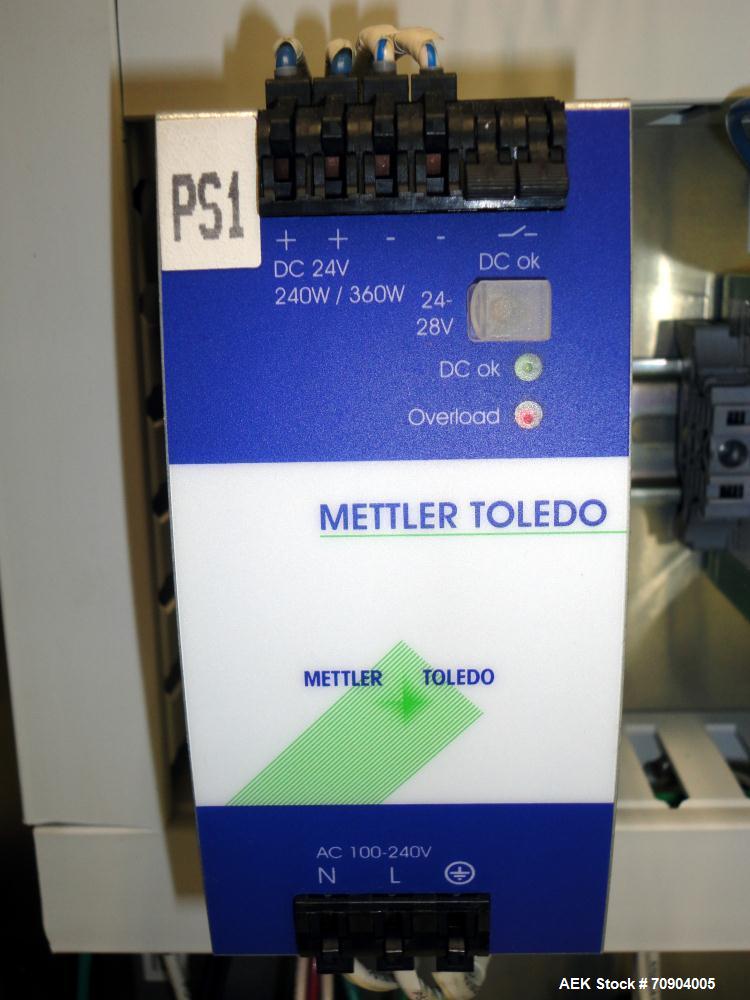 PS1
+ + - -
DC 24V
240W / 360W
DC ok
24-
28V
DC ok
Overload
METTLER TOLEDO
METTLER TOLEDO
AC 100-240V
N L
AEK Stock # 70904005